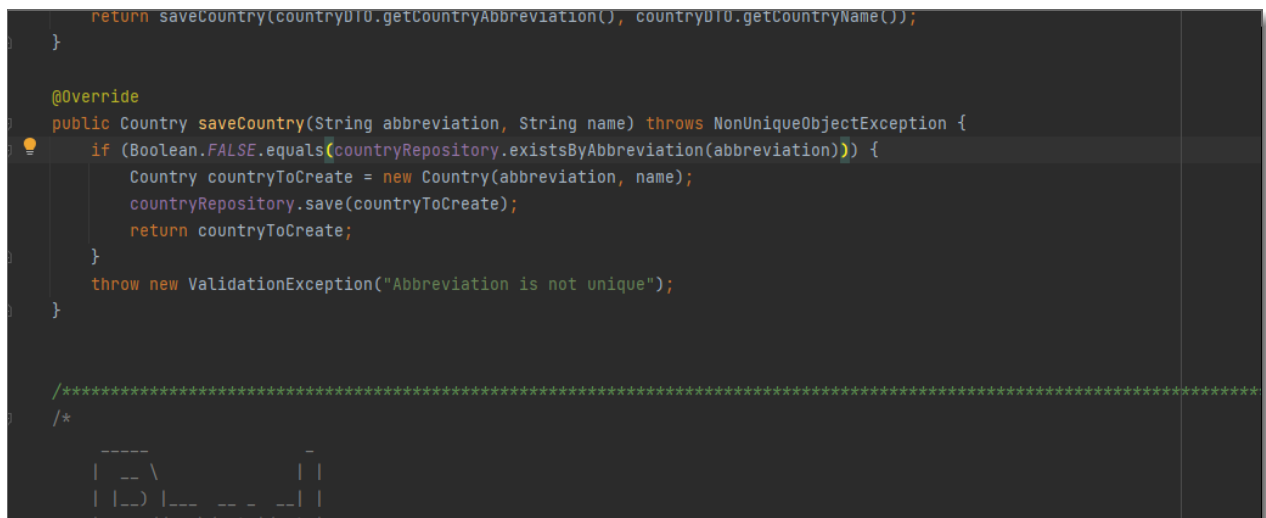 return saveCountry(countryDTO.getCountryAbbreviation(), countryDTO.getCountryName());
}
@Override
public Country saveCountry(String abbreviation, String name) throws NonUniqueObjectException {
if (Boolean.FALSE.equals(countryRepository.existsByAbbreviation(abbreviation))) {
Country countryToCreate = new Country(abbreviation, name);
countryRepository.save(countryToCreate);
return countryToCreate;
}
throw new ValidationException("Abbreviation is not unique");
}
/*